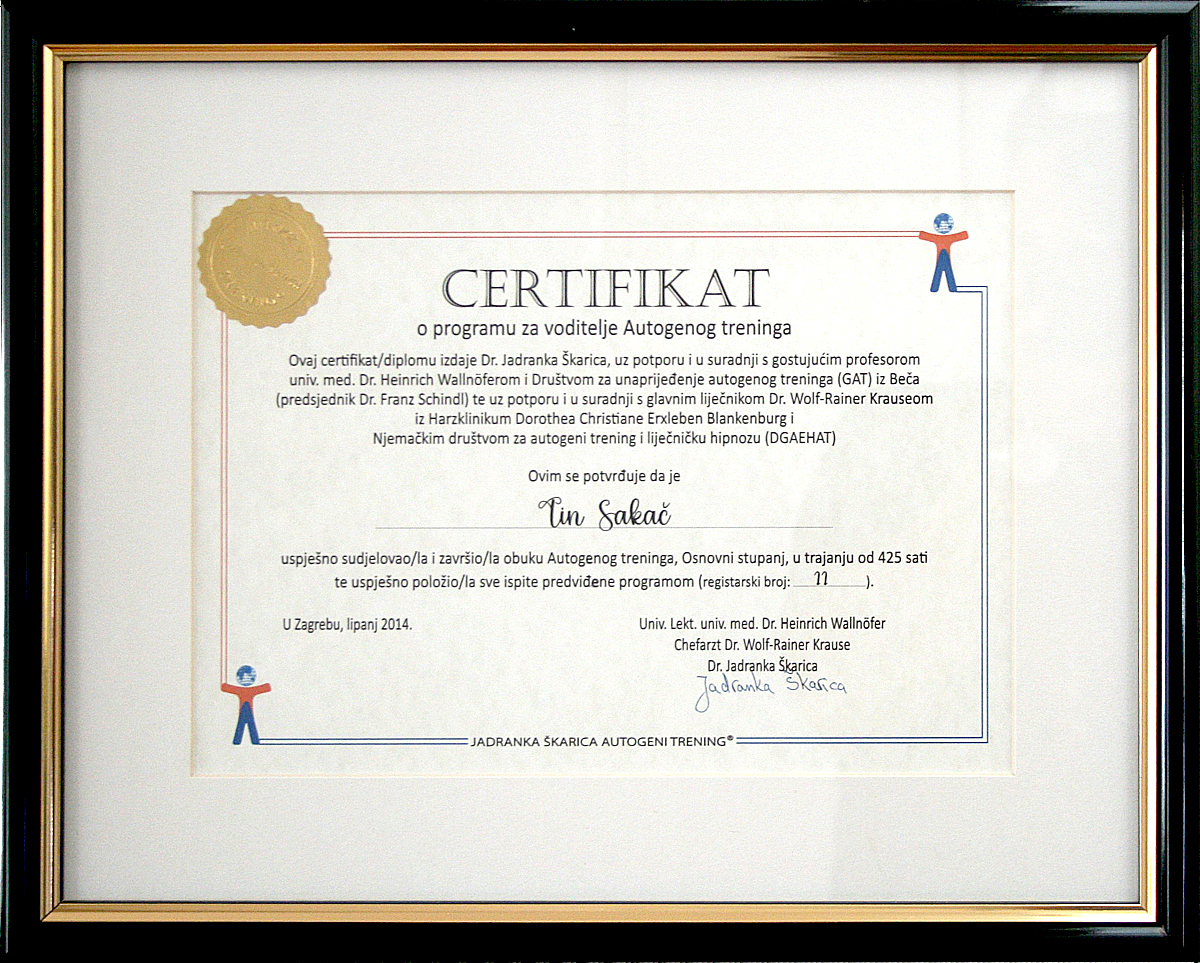 CERTIFIKAT
o programu za voditelje Autogenog treninga
Ovaj certifikat/diplomu izdaje Dr. Jadranka Škarica, uz potporu i u suradnji s gostujućim profesorom
univ. med. Dr. Heinrich Wallnöferom i Društvom za unaprijeđenje autogenog treninga (GAT) iz Beča
(predsjednik Dr. Franz Schindl) te uz potporu i u suradnji s glavnim liječnikom Dr. Wolf-Rainer Krauseom
iz Harzklinikum Dorothea Christiane Erxleben Blankenburg i
Njemačkim društvom za autogeni trening i liječničku hipnozu (DGAEHAT)
Ovim se potvrđuje da je
Tin Sakač
uspješno sudjelovao/la i završio/la obuku Autogenog treninga, Osnovni stupanj, u trajanju od 425 sati
te uspješno položio/la sve ispite predviđene programom (registarski broj: 11 ).
U Zagrebu, lipanj 2014.
Univ. Lekt. univ. med. Dr. Heinrich Wallnöfer
Chefarzt Dr. Wolf-Rainer Krause
Dr. Jadranka Škarica
Jadranka Škarica
JADRANKA ŠKARICA AUTOGENI TRENING®